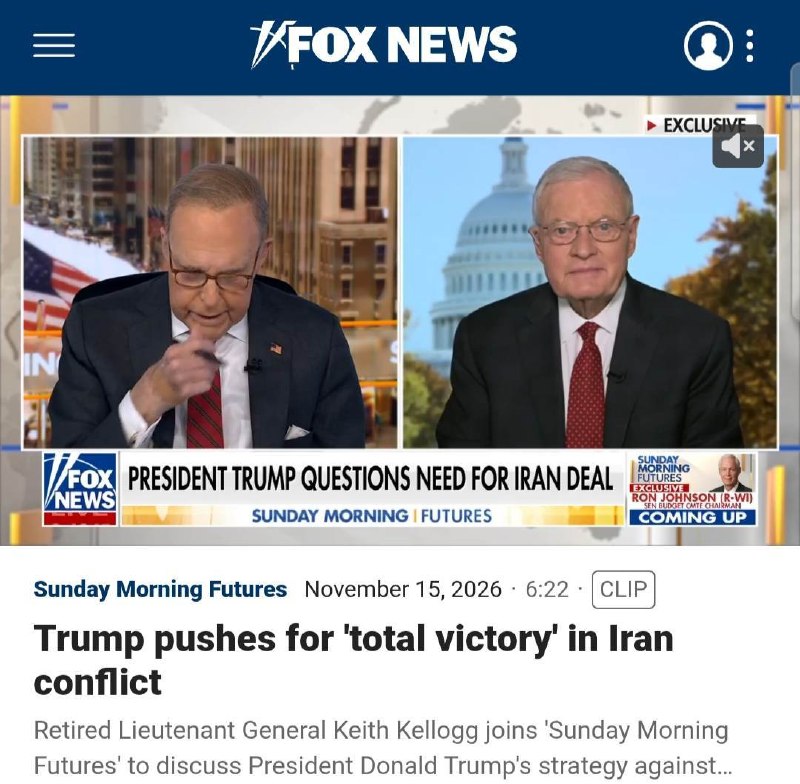 FOX NEWS
EXCLUSIVE
IN
FOX
NEWS
PRESIDENT TRUMP QUESTIONS NEED FOR IRAN DEAL
SUNDAY MORNING | FUTURES
SUNDAY
MORNING
FUTURES
EXCLUSIVE
RON JOHNSON (R-WI)
SEN BUDGET CMTE CHAIRMAN
COMING UP
Sunday Morning Futures November 15, 2026 · 6:22 · CLIP
Trump pushes for 'total victory' in Iran
conflict
Retired Lieutenant General Keith Kellogg joins 'Sunday Morning
Futures' to discuss President Donald Trump's strategy against...